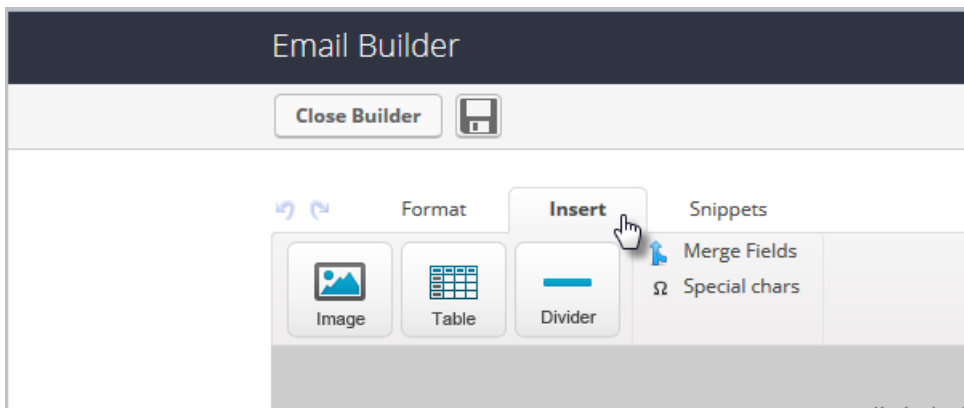 Email Builder
Close Builder
Format Insert Snippets
Merge Fields
Ω Special chars
Image Table Divider